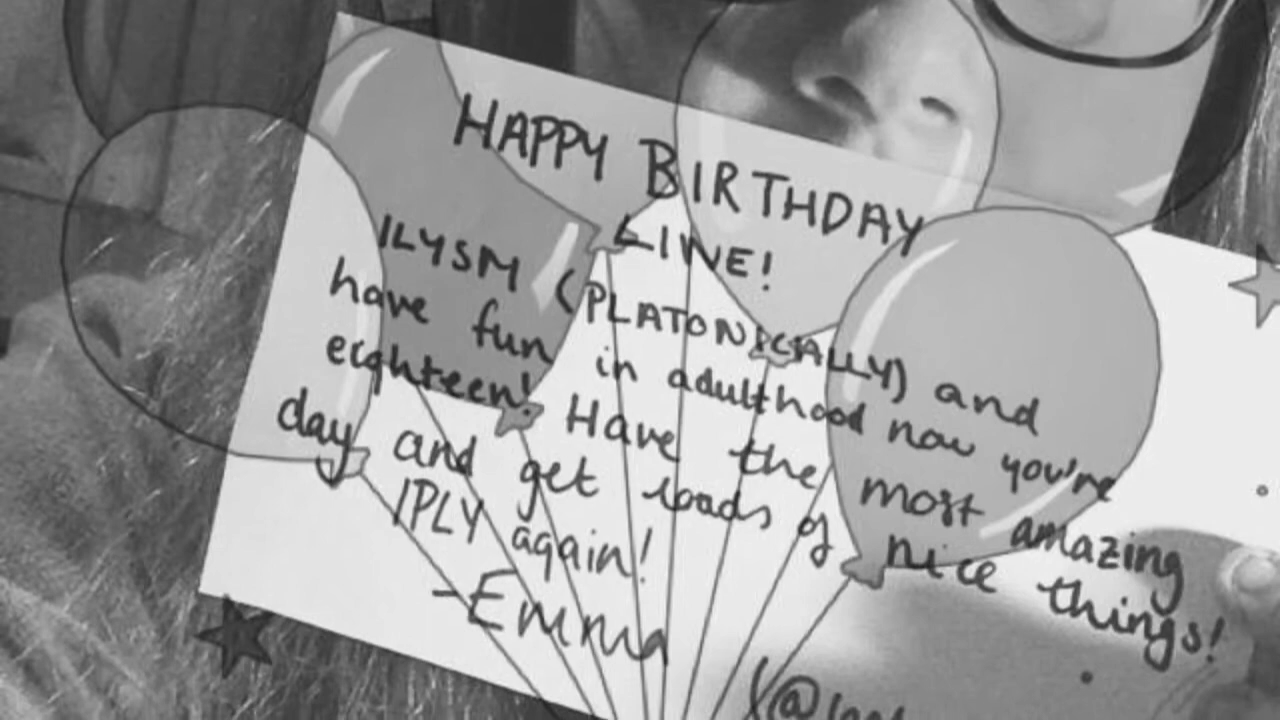 HAPPY BIRTHDAY
LINE!
ILYSM (PLATONICALLY) and
have fun in adulthood now you're
eighteen! Have the most amazing
day and get loads of nice things!
IPLY again!
-Emma